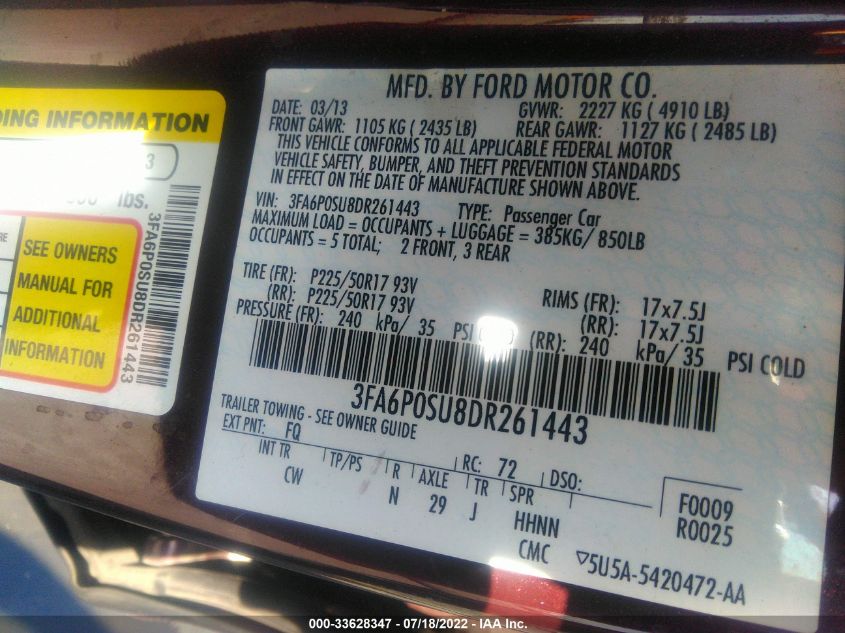 DING INFORMATION
3
lbs.
SEE OWNERS
MANUAL FOR
ADDITIONAL
INFORMATION
3FA6P0SU8DR261443
MFD. BY FORD MOTOR CO.
DATE: 03/13 GVWR: 2227 KG ( 4910 LB)
FRONT GAWR: 1105 KG ( 2435 LB) REAR GAWR: 1127 KG ( 2485 LB)
THIS VEHICLE CONFORMS TO ALL APPLICABLE FEDERAL MOTOR
VEHICLE SAFETY, BUMPER, AND THEFT PREVENTION STANDARDS
IN EFFECT ON THE DATE OF MANUFACTURE SHOWN ABOVE.
VIN: 3FA6P0SU8DR261443 TYPE: Passenger Car
MAXIMUM LOAD = OCCUPANTS + LUGGAGE = 385KG/ 850LB
OCCUPANTS = 5 TOTAL; 2 FRONT, 3 REAR
TIRE (FR): P225/50R17 93V RIMS (FR): 17x7.5J
(RR): P225/50R17 93V (RR): 17x7.5J
PRESSURE (FR): 240 kPa/ 35 PSI (RR): 240 kPa/ 35 PSI COLD
3FA6P0SU8DR261443
TRAILER TOWING - SEE OWNER GUIDE
EXT PNT: FQ RC: 72 DSO:
INT TR TP/PS R AXLE TR SPR
CW N 29 J HHNN
CMC
F0009
R0025
▽5U5A-5420472-AA
000-33628347 / 07/18/2022 - IAA Inc.